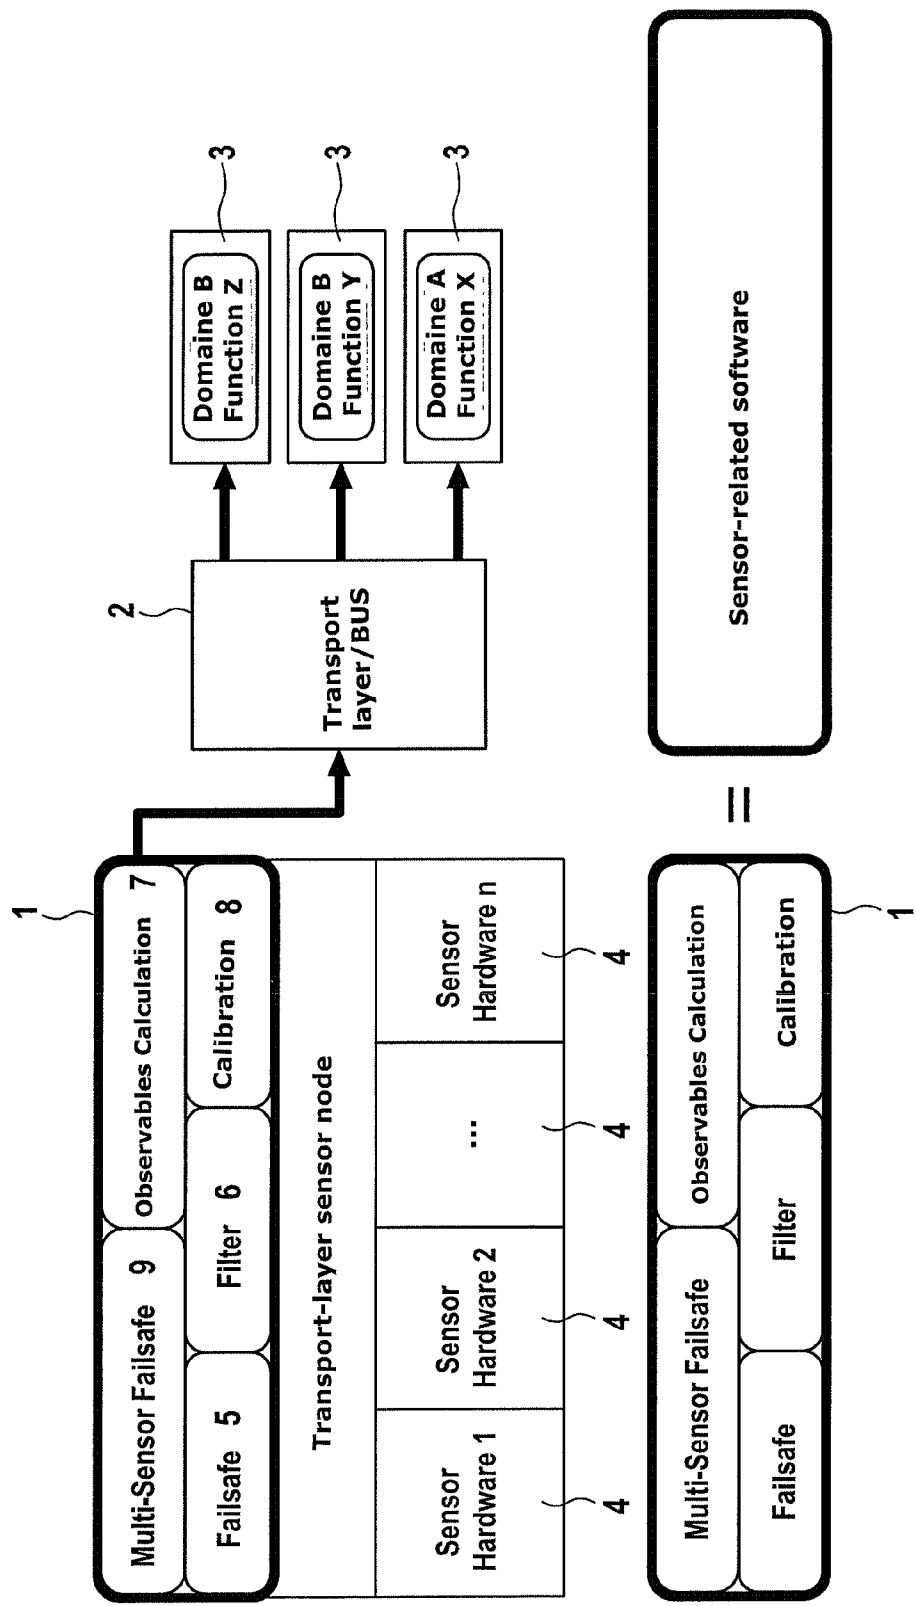 1
Multi-Sensor Failsafe 9
Observables Calculation 7
Failsafe 5
Filter 6
Calibration 8
Transport-layer sensor node
Sensor
Hardware 1
Sensor
Hardware 2
...
Sensor
Hardware n
4
4
4
4
2
Transport
layer/BUS
Domaine B
Function Z
3
Domaine B
Function Y
3
Domaine A
Function X
3
Multi-Sensor Failsafe
Observables Calculation
Failsafe
Filter
Calibration
1
=
Sensor-related software